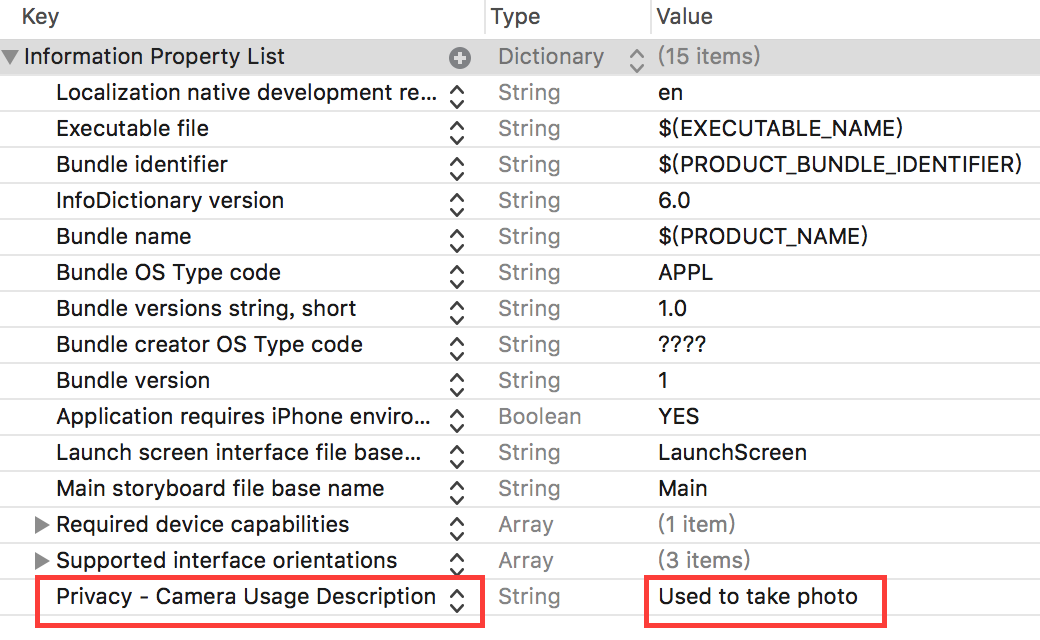 Key Type Value
Information Property List Dictionary (15 items)
Localization native development re... String en
Executable file String $(EXECUTABLE_NAME)
Bundle identifier String $(PRODUCT_BUNDLE_IDENTIFIER)
InfoDictionary version String 6.0
Bundle name String $(PRODUCT_NAME)
Bundle OS Type code String APPL
Bundle versions string, short String 1.0
Bundle creator OS Type code String ????
Bundle version String 1
Application requires iPhone enviro... Boolean YES
Launch screen interface file base... String LaunchScreen
Main storyboard file base name String Main
Required device capabilities Array (1 item)
Supported interface orientations Array (3 items)
Privacy - Camera Usage Description String Used to take photo